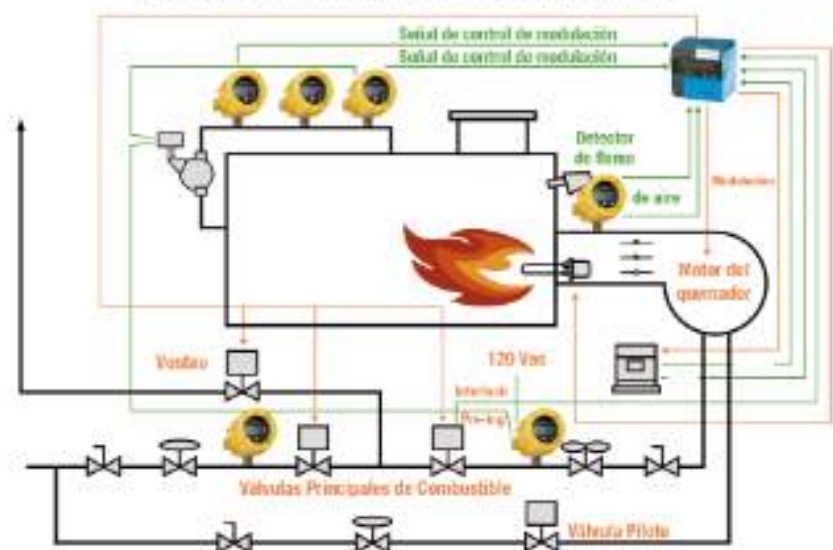 Señal de control de modulación
Señal de control de modulación
Detector
de flama
de aire
Modulación
Motor del
quemador
Venteo
120 Vac
Interlock
Válvulas Principales de Combustible
Válvula Piloto